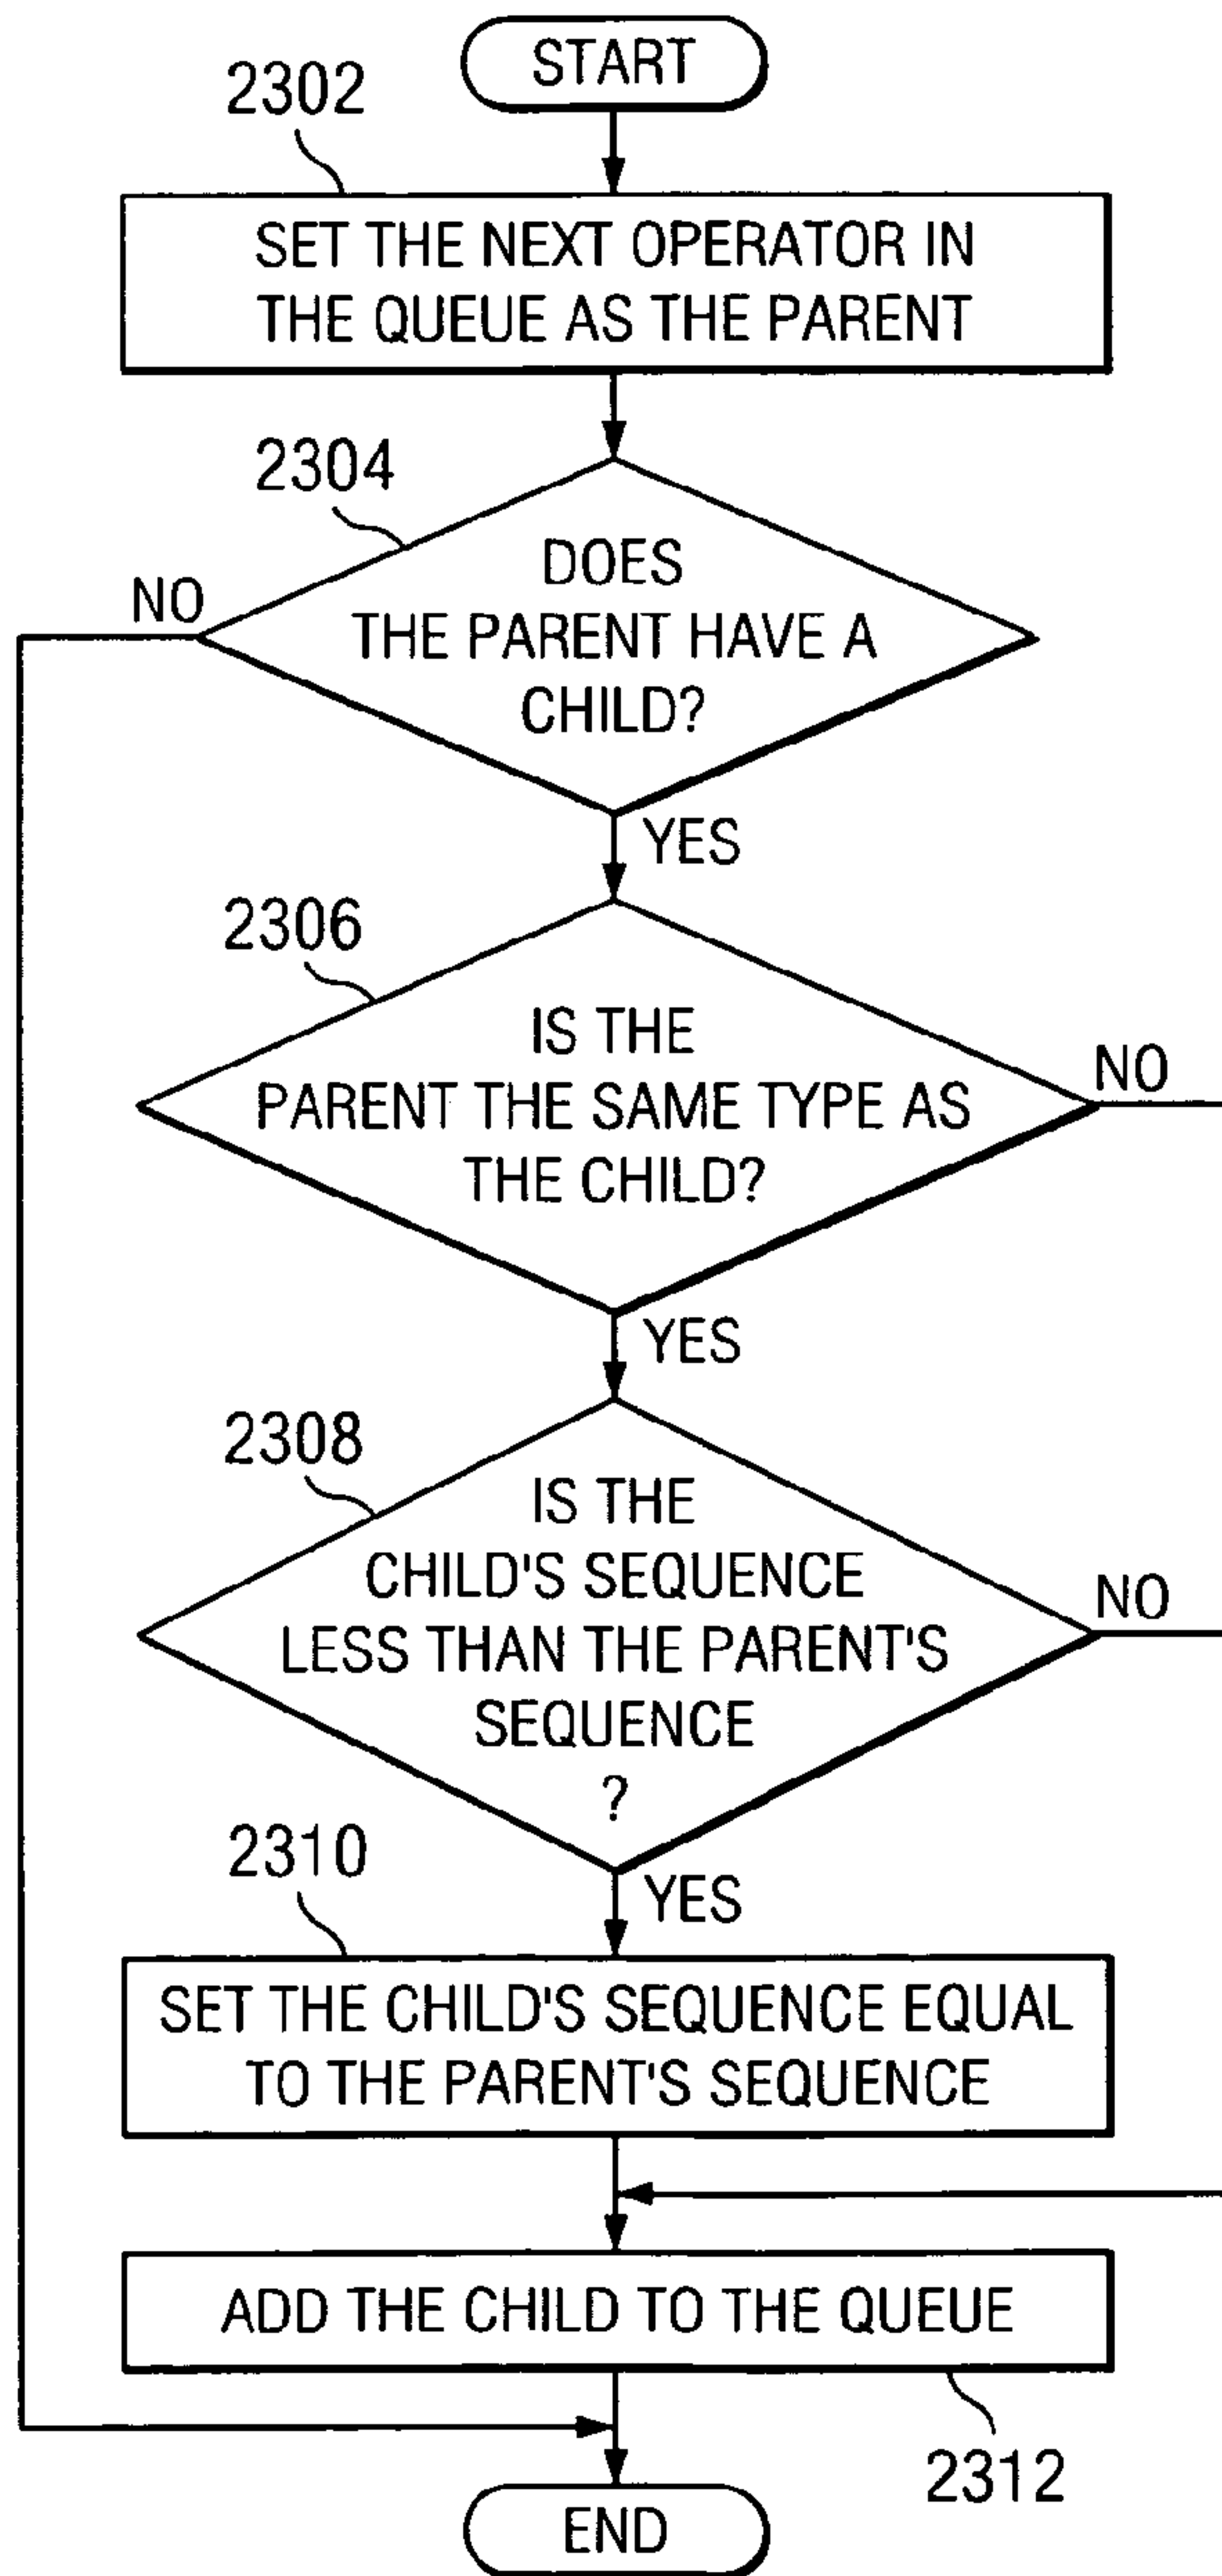 START
2302
SET THE NEXT OPERATOR IN
THE QUEUE AS THE PARENT
2304
NO
DOES
THE PARENT HAVE A
CHILD?
YES
2306
IS THE
PARENT THE SAME TYPE AS
THE CHILD?
NO
YES
2308
IS THE
CHILD'S SEQUENCE
LESS THAN THE PARENT'S
SEQUENCE
?
NO
2310
YES
SET THE CHILD'S SEQUENCE EQUAL
TO THE PARENT'S SEQUENCE
ADD THE CHILD TO THE QUEUE
2312
END